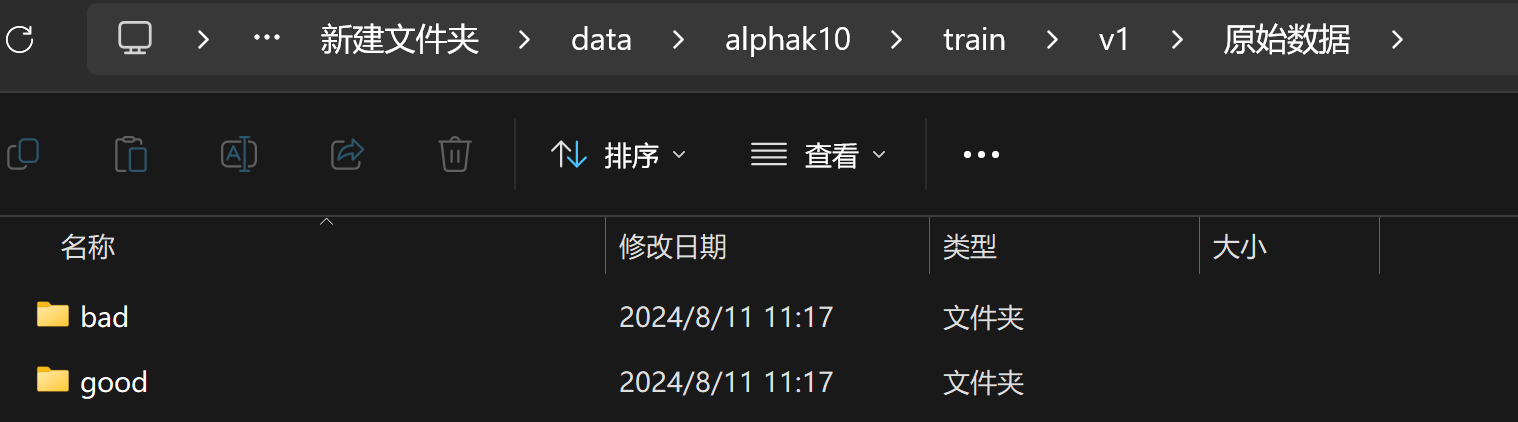 … > 新建文件夹 > data > alphak10 > train > v1 > 原始数据 >
排序 查看
名称 修改日期 类型 大小
bad 2024/8/11 11:17 文件夹
good 2024/8/11 11:17 文件夹